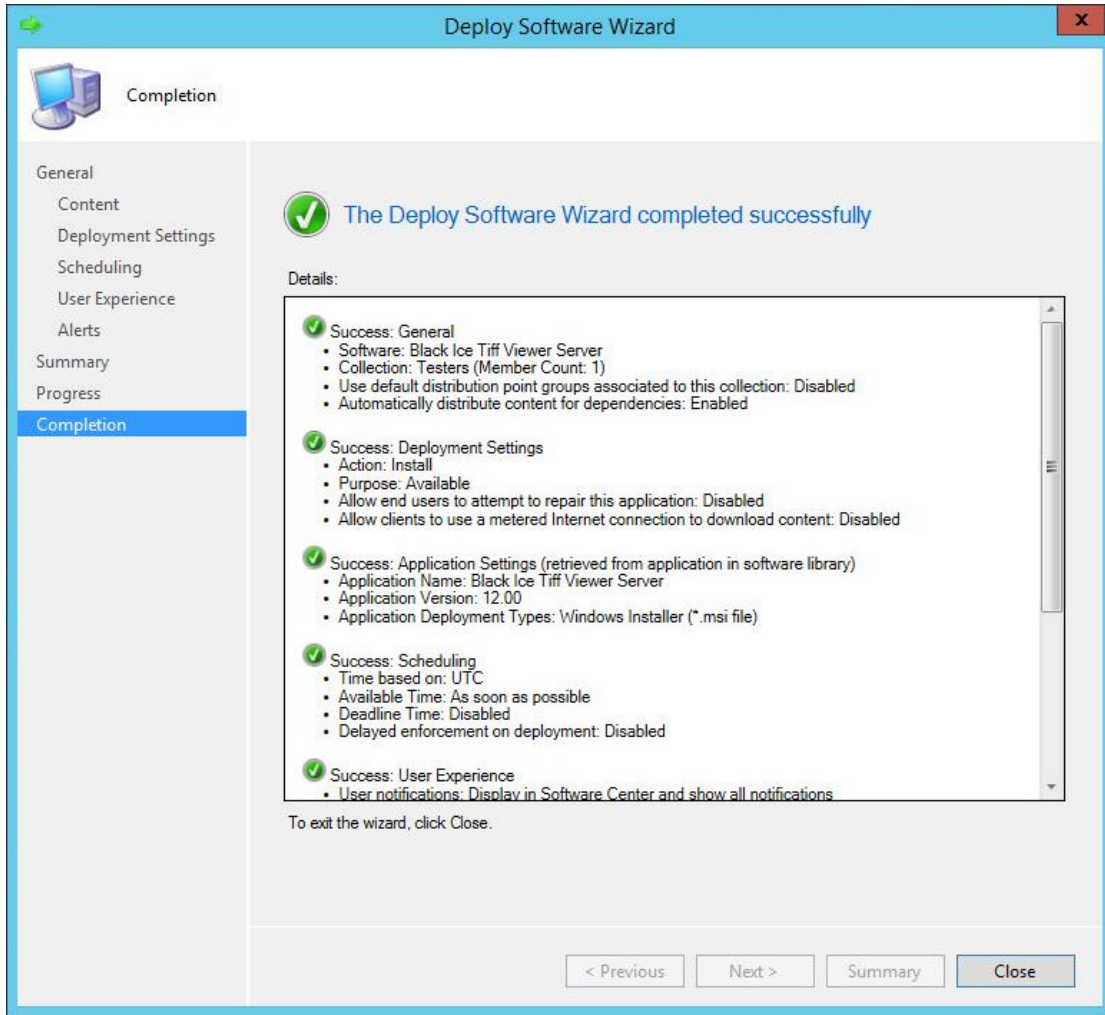 Deploy Software Wizard
x
Completion
General
Content
Deployment Settings
Scheduling
User Experience
Alerts
Summary
Progress
Completion
The Deploy Software Wizard completed successfully
Details:
Success: General
• Software: Black Ice Tiff Viewer Server
• Collection: Testers (Member Count: 1)
• Use default distribution point groups associated to this collection: Disabled
• Automatically distribute content for dependencies: Enabled
Success: Deployment Settings
• Action: Install
• Purpose: Available
• Allow end users to attempt to repair this application: Disabled
• Allow clients to use a metered Internet connection to download content: Disabled
Success: Application Settings (retrieved from application in software library)
• Application Name: Black Ice Tiff Viewer Server
• Application Version: 12.00
• Application Deployment Types: Windows Installer (*.msi file)
Success: Scheduling
• Time based on: UTC
• Available Time: As soon as possible
• Deadline Time: Disabled
• Delayed enforcement on deployment: Disabled
Success: User Experience
• User notifications: Display in Software Center and show all notifications
To exit the wizard, click Close.
< Previous
Next >
Summary
Close